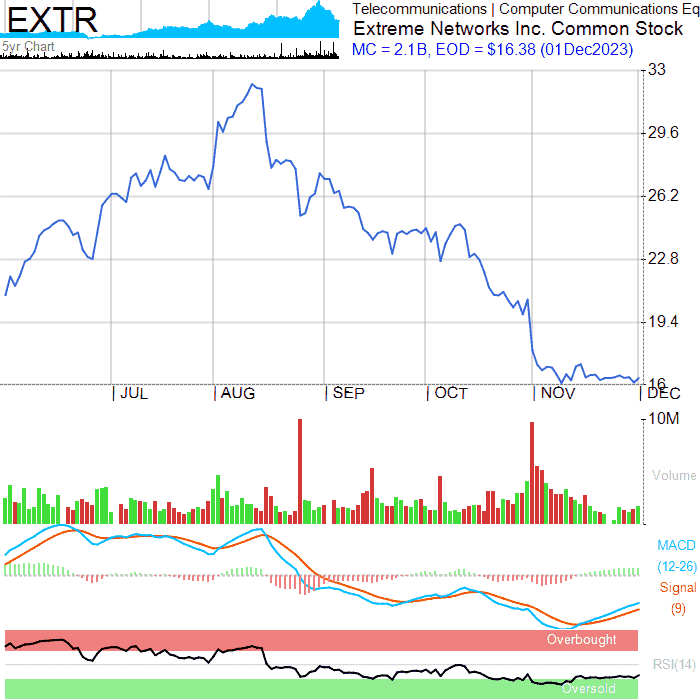 EXTR
5yr Chart
Telecommunications | Computer Communications Eq
Extreme Networks Inc. Common Stock
MC = 2.1B, EOD = $16.38 (01Dec2023)
33
29.6
26.2
22.8
19.4
16
JUL AUG SEP OCT NOV DEC
10M
Volume
MACD
(12-26)
Signal
(9)
Overbought
RSI(14)
Oversold